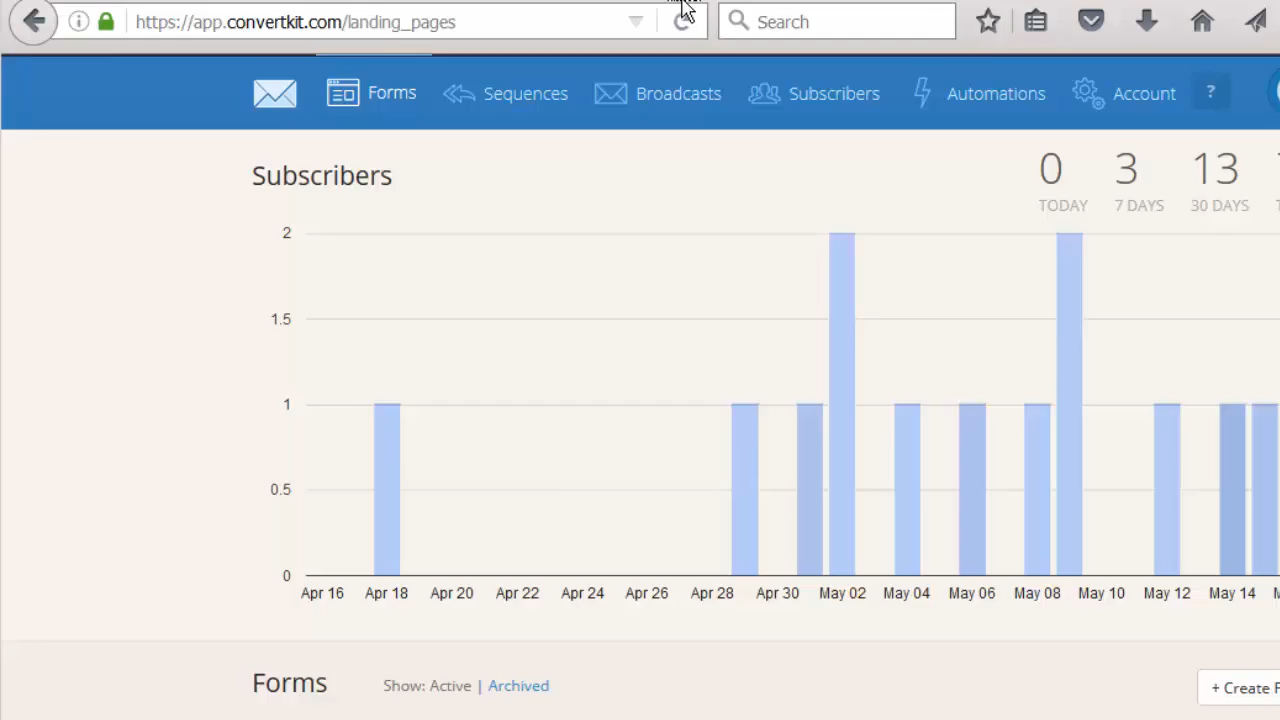 https://app.convertkit.com/landing_pages
Search
Forms
Sequences
Broadcasts
Subscribers
Automations
Account
?
Subscribers
0
3
13
TODAY
7 DAYS
30 DAYS
2
1.5
1
0.5
0
Apr 16
Apr 18
Apr 20
Apr 22
Apr 24
Apr 26
Apr 28
Apr 30
May 02
May 04
May 06
May 08
May 10
May 12
May 14
Forms
Show: Active | Archived
+ Create F